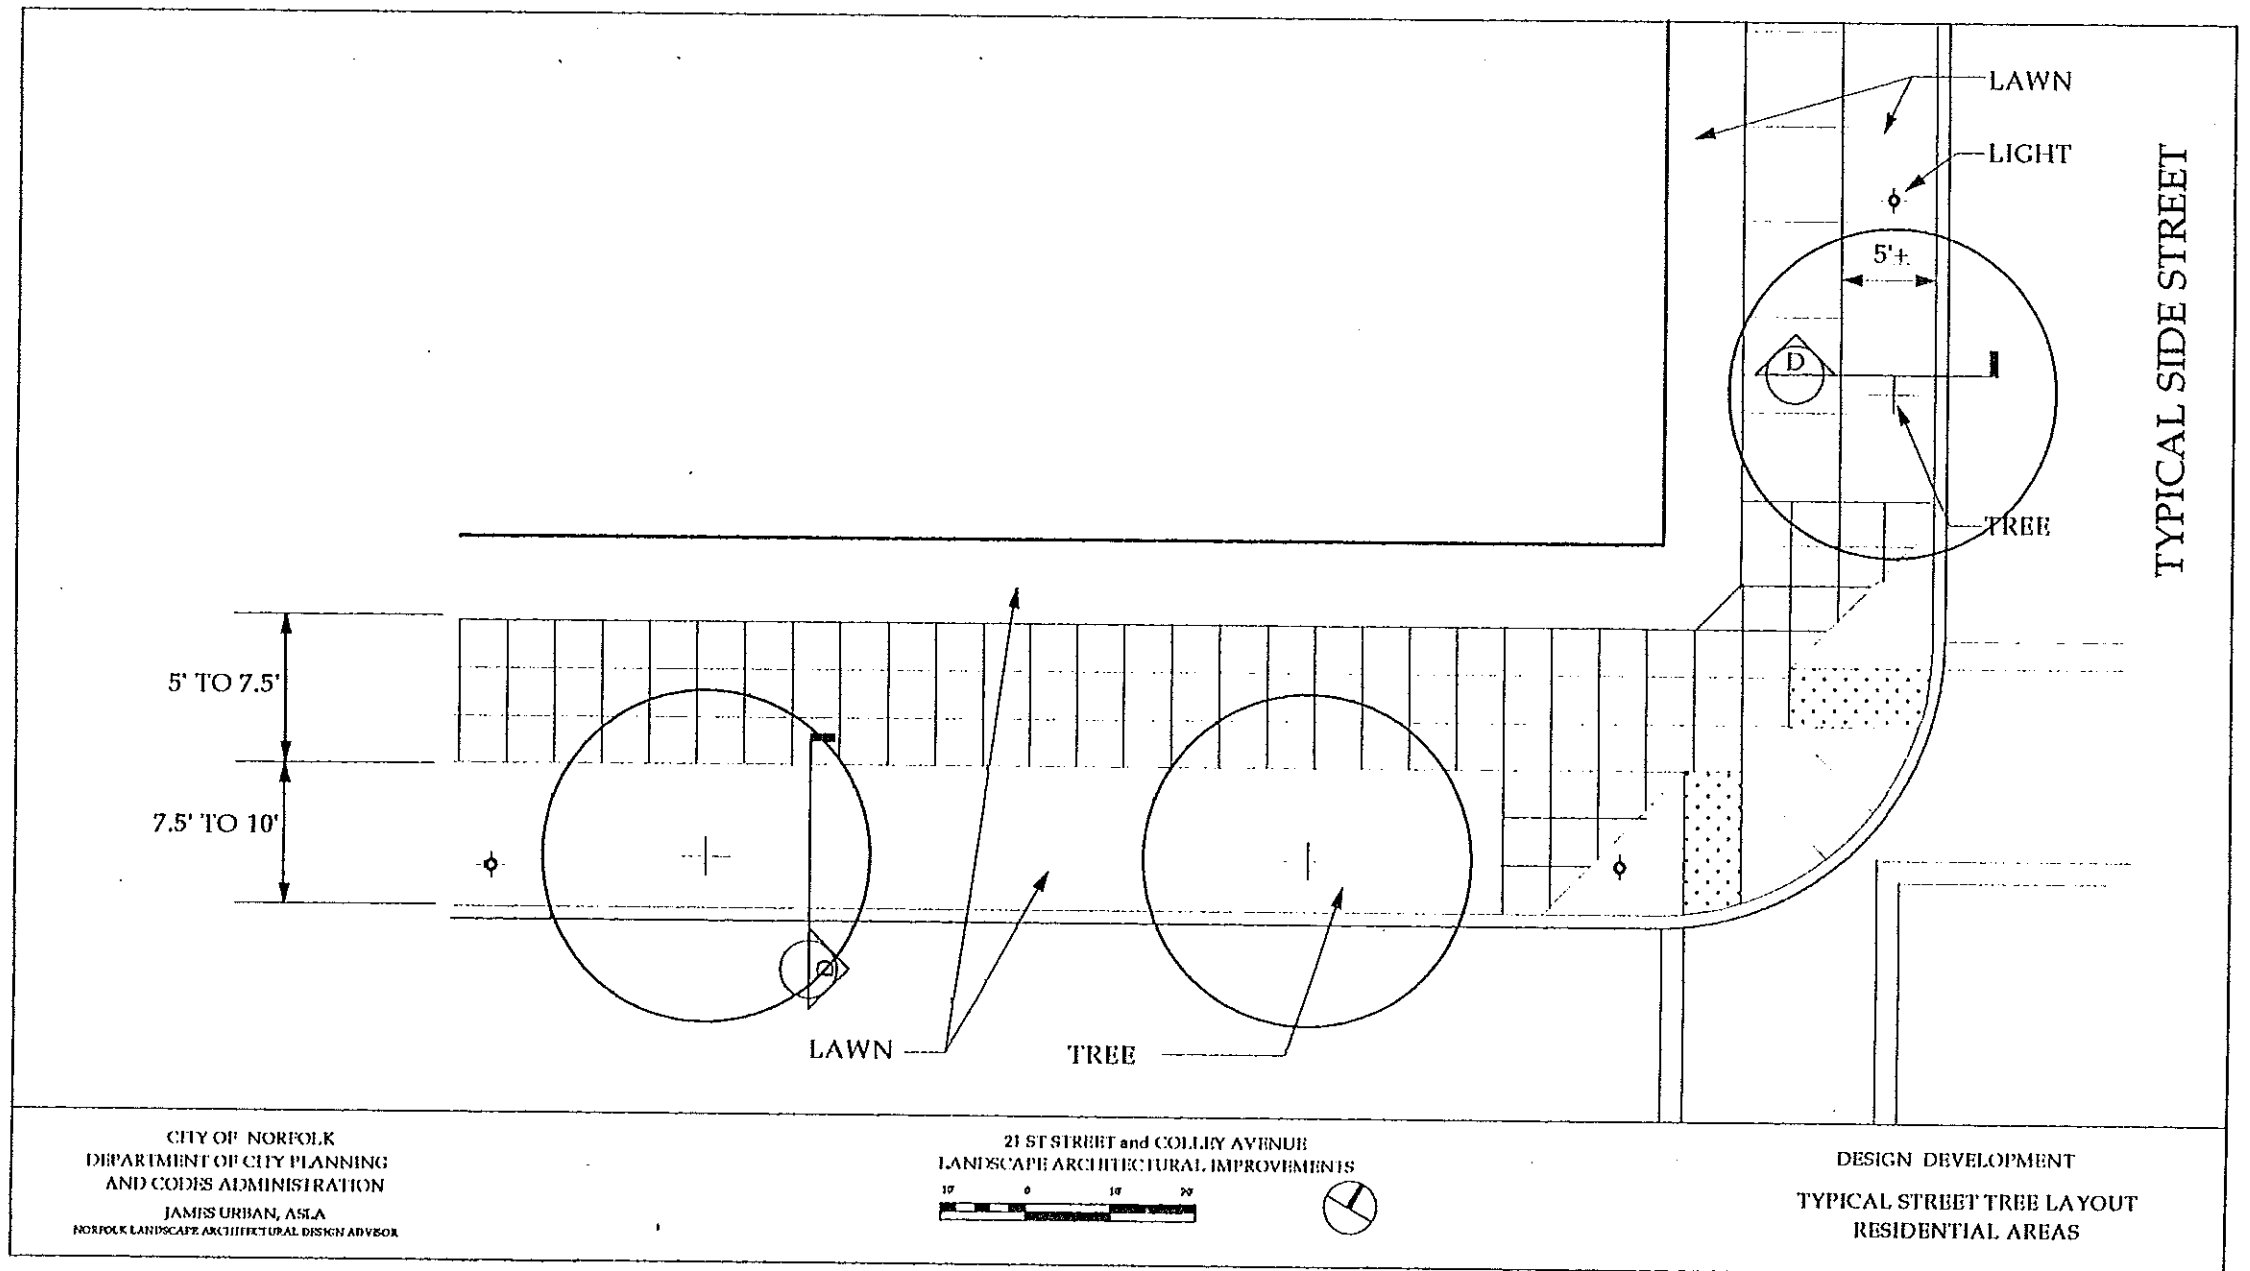 LAWN
LIGHT
TYPICAL SIDE STREET
5'±
D
TREE
5' TO 7.5'
7.5' TO 10'
LAWN
TREE
CITY OF NORFOLK
DEPARTMENT OF CITY PLANNING
AND CODES ADMINISTRATION
JAMES URBAN, ASLA
NORFOLK LANDSCAPE ARCHITECTURAL DESIGN ADVISOR
21 ST STREET and COLLEY AVENUE
LANDSCAPE ARCHITECTURAL IMPROVEMENTS
10' 0 10' 20'
DESIGN DEVELOPMENT
TYPICAL STREET TREE LAYOUT
RESIDENTIAL AREAS